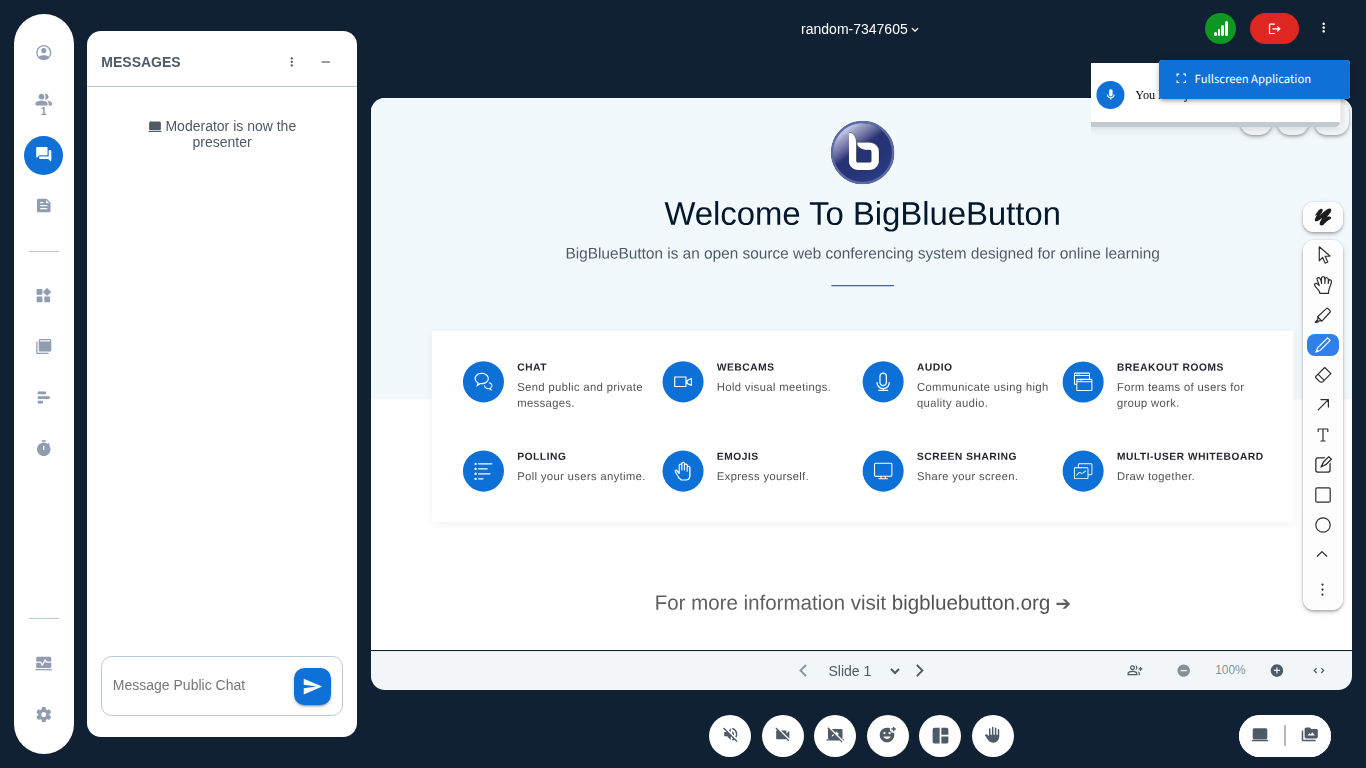 random-7347605
Fullscreen Application
You
1
MESSAGES
Moderator is now the
presenter
Message Public Chat
Welcome To BigBlueButton
BigBlueButton is an open source web conferencing system designed for online learning
CHAT
Send public and private
messages.
WEBCAMS
Hold visual meetings.
AUDIO
Communicate using high
quality audio.
BREAKOUT ROOMS
Form teams of users for
group work.
POLLING
Poll your users anytime.
EMOJIS
Express yourself.
SCREEN SHARING
Share your screen.
MULTI-USER WHITEBOARD
Draw together.
For more information visit bigbluebutton.org ➔
Slide 1
100%